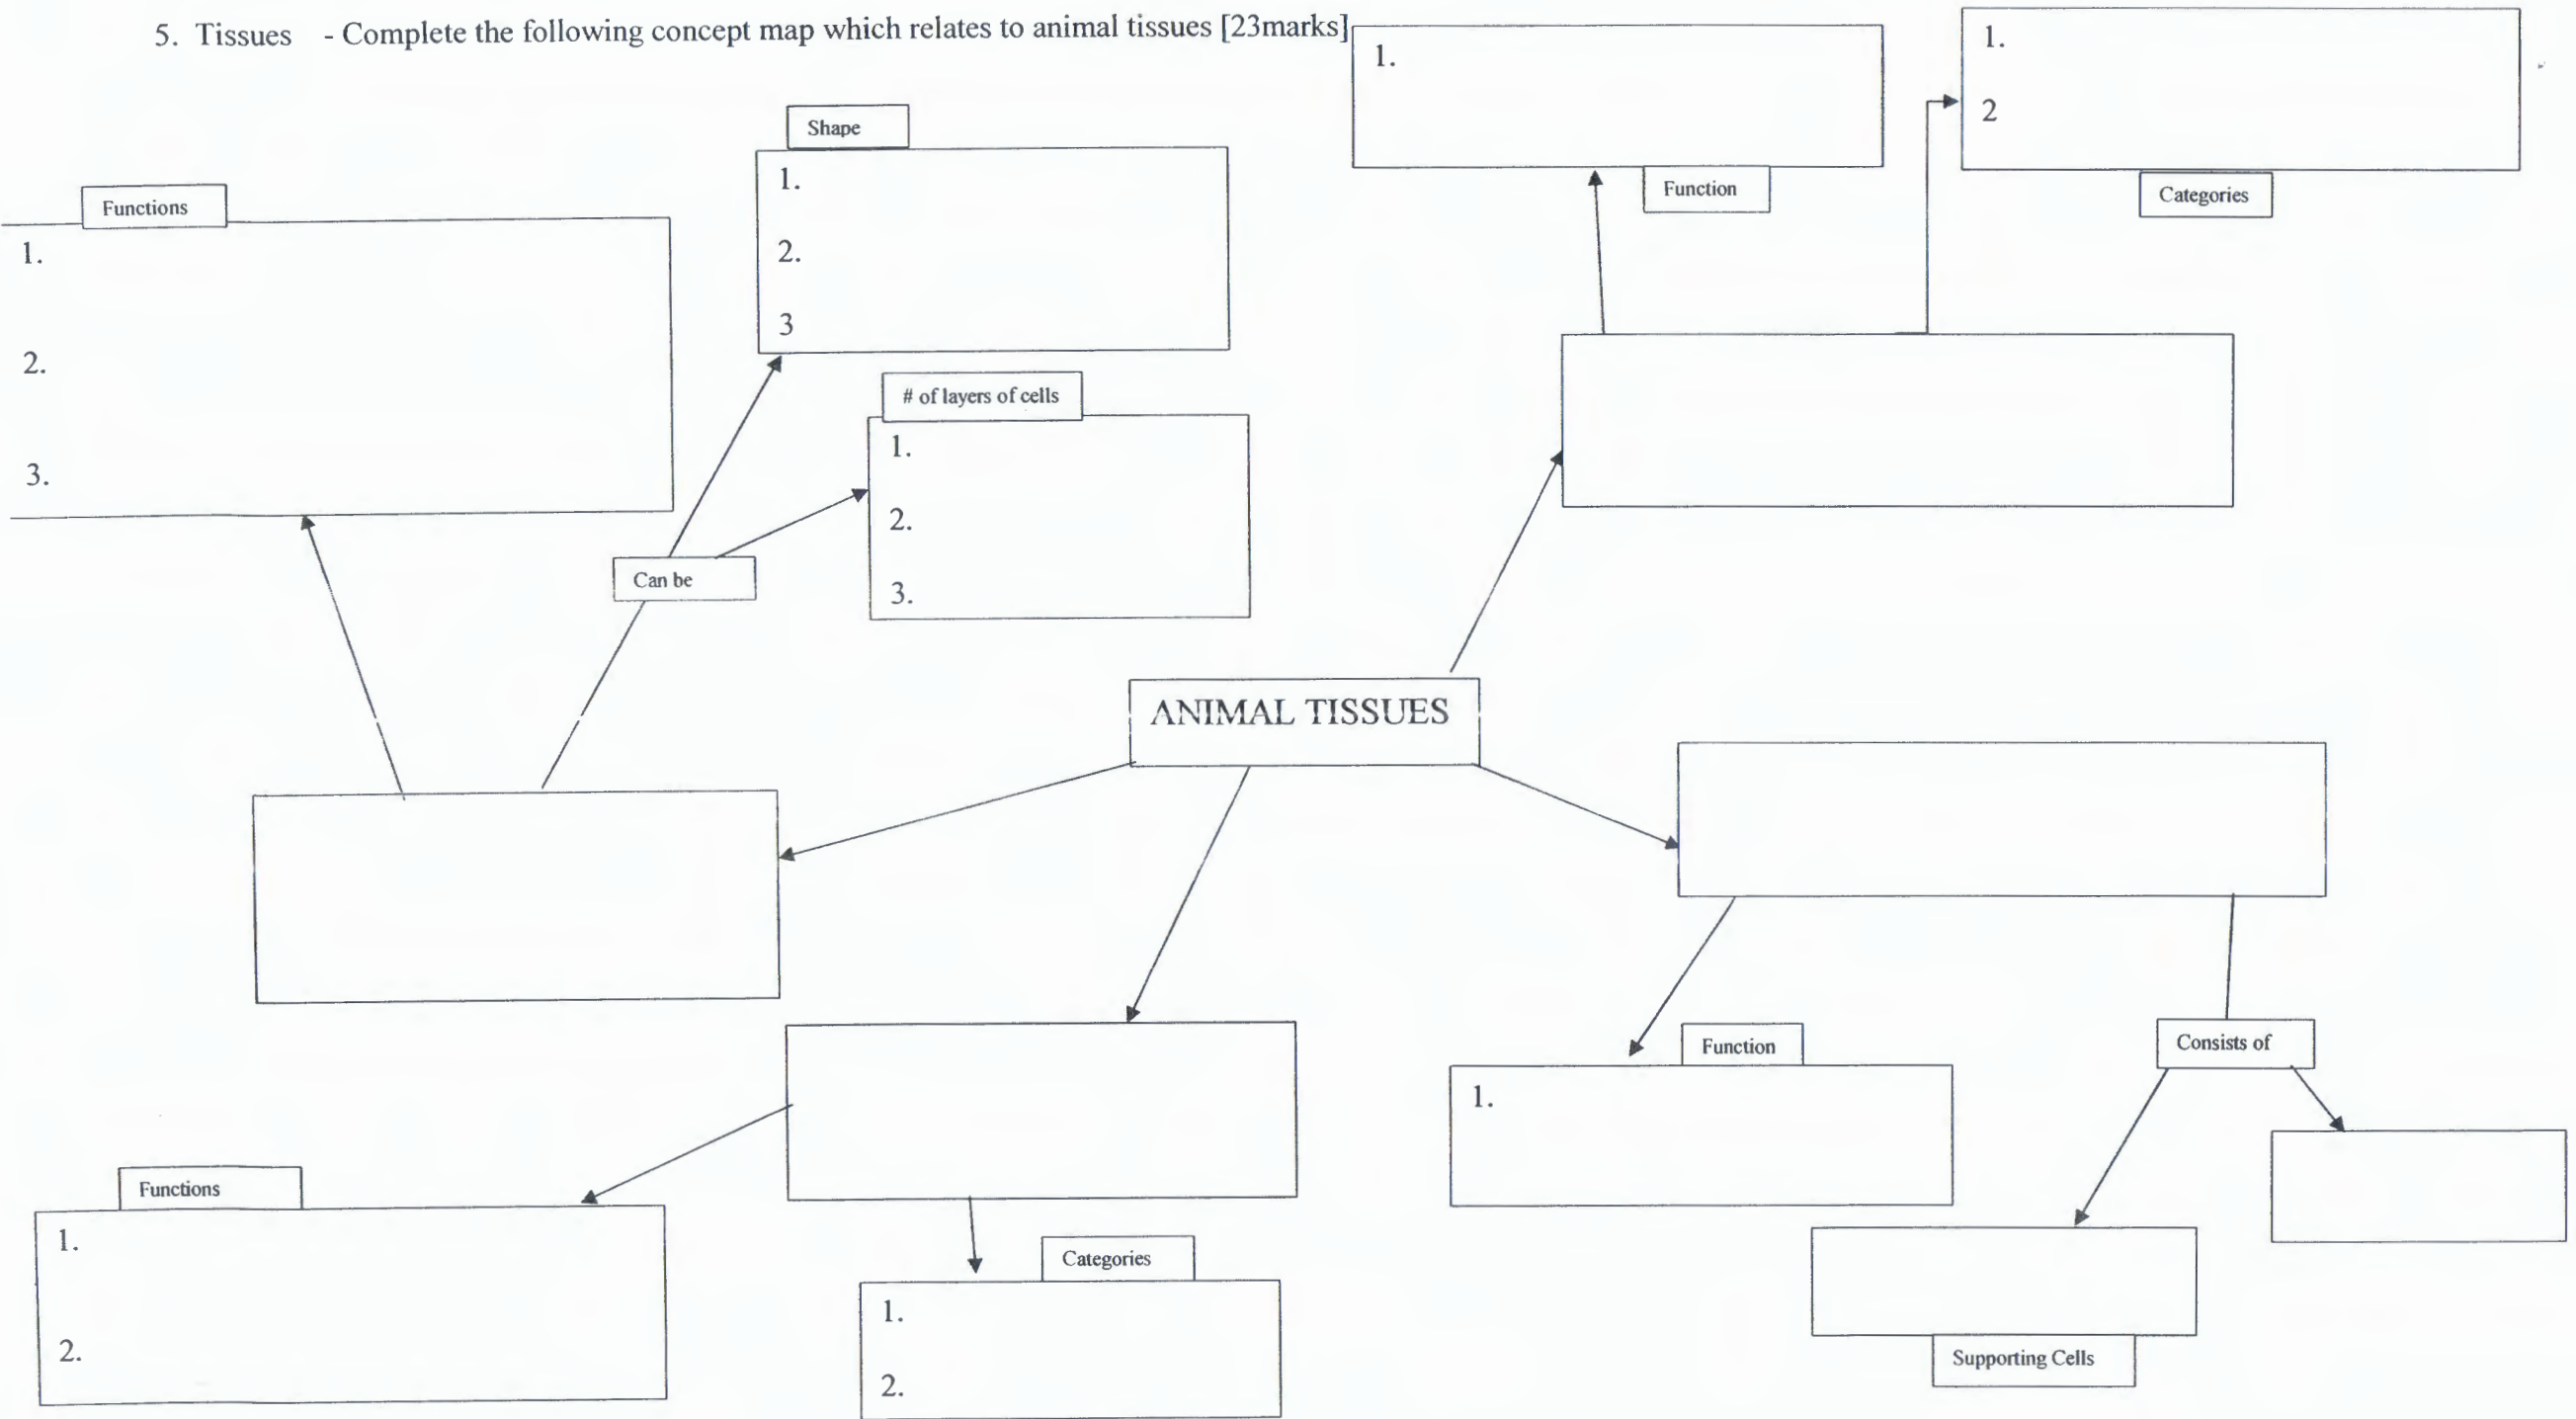 5. Tissues - Complete the following concept map which relates to animal tissues [23marks]
1.
Function
1.
2
Categories
Shape
1.
2.
3
Functions
1.
2.
3.
# of layers of cells
1.
2.
3.
Can be
ANIMAL TISSUES
Function
1.
Consists of
Supporting Cells
Functions
1.
2.
Categories
1.
2.